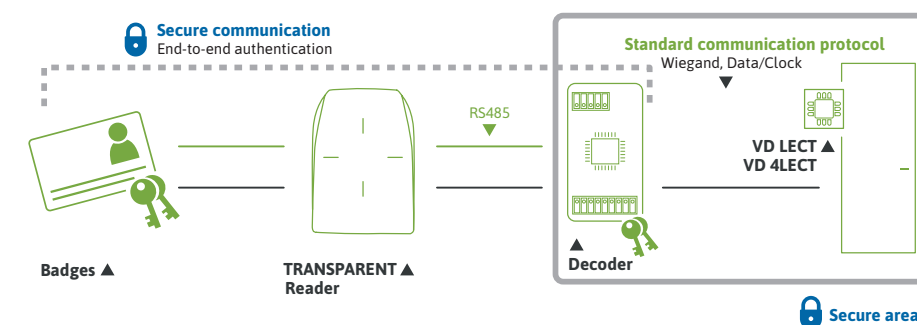 Secure communication
End-to-end authentication
Standard communication protocol
Wiegand, Data/Clock
RS485
VD LECT
VD 4LECT
Badges
TRANSPARENT
Reader
Decoder
Secure area